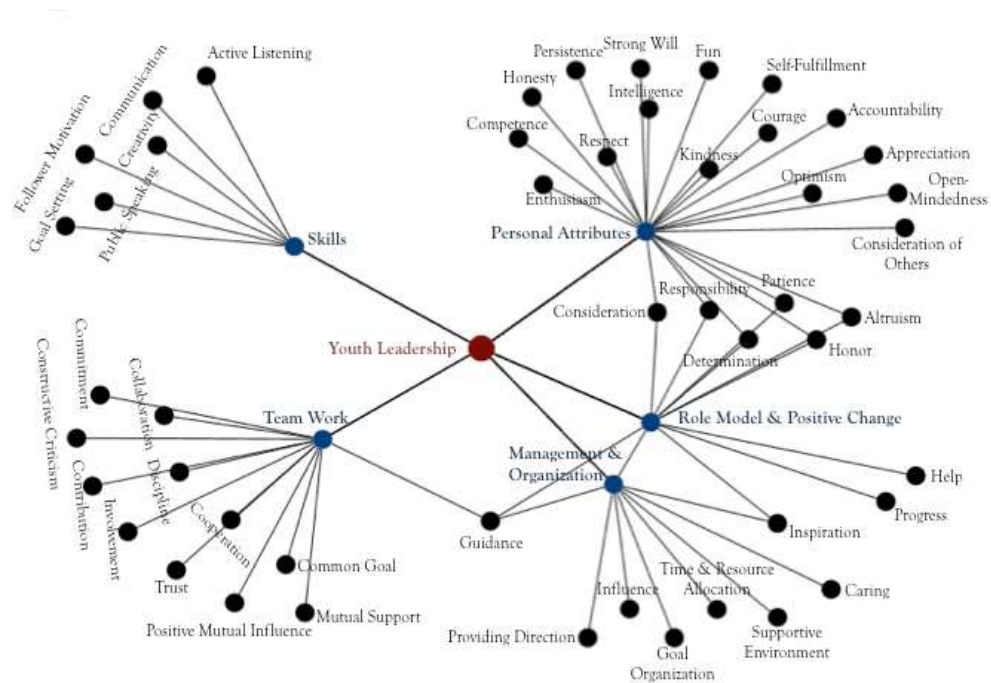 Active Listening
Communication
Creativity
Follower Motivation
Goal Setting
Public Speaking
Skills
Persistence
Strong Will
Fun
Self-Fulfillment
Honesty
Intelligence
Courage
Accountability
Competence
Respect
Kindness
Appreciation
Enthusiasm
Optimism
Open-
Mindedness
Personal Attributes
Consideration of
Others
Consideration
Responsibility
Patience
Altruism
Honor
Determination
Youth Leadership
Team Work
Commitment
Collaboration
Constructive Criticism
Discipline
Contribution
Involvement
Cooperation
Trust
Common Goal
Positive Mutual Influence
Mutual Support
Role Model & Positive Change
Management &
Organization
Guidance
Help
Progress
Inspiration
Caring
Influence
Time & Resource
Allocation
Providing Direction
Goal
Organization
Supportive
Environment